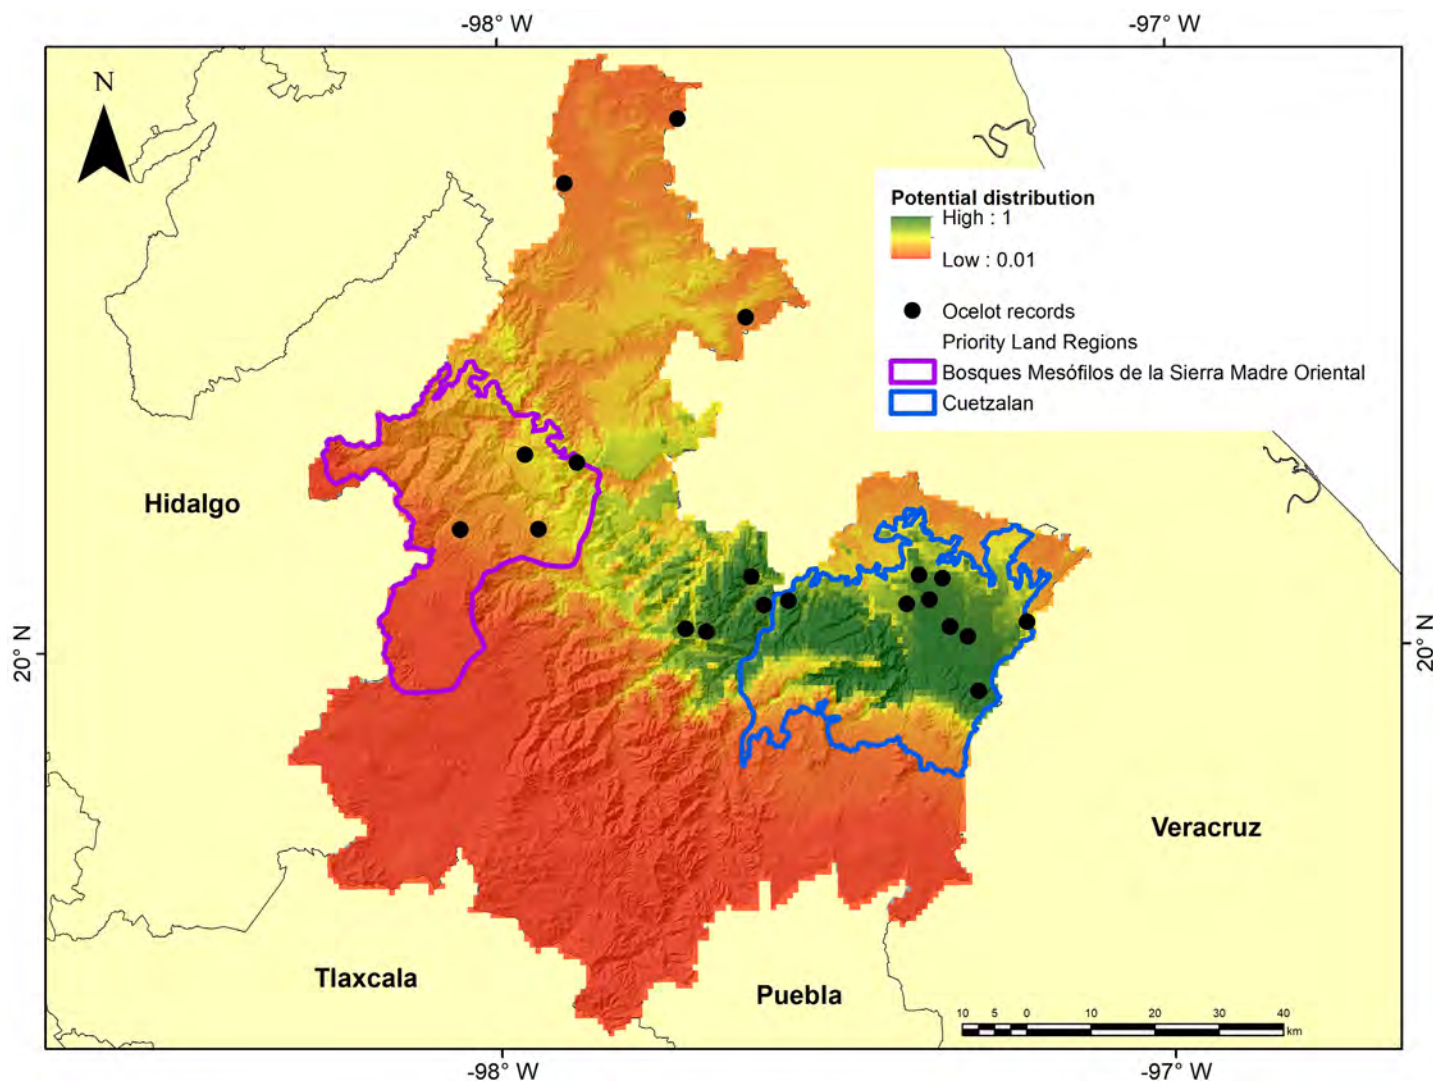 -98° W
-97° W
N
Potential distribution
High : 1
Low : 0.01
Ocelot records
Priority Land Regions
Bosques Mesófilos de la Sierra Madre Oriental
Cuetzalan
Hidalgo
20° N
20° N
Veracruz
Tlaxcala
Puebla
10 5 0 10 20 30 40
km
-98° W
-97° W